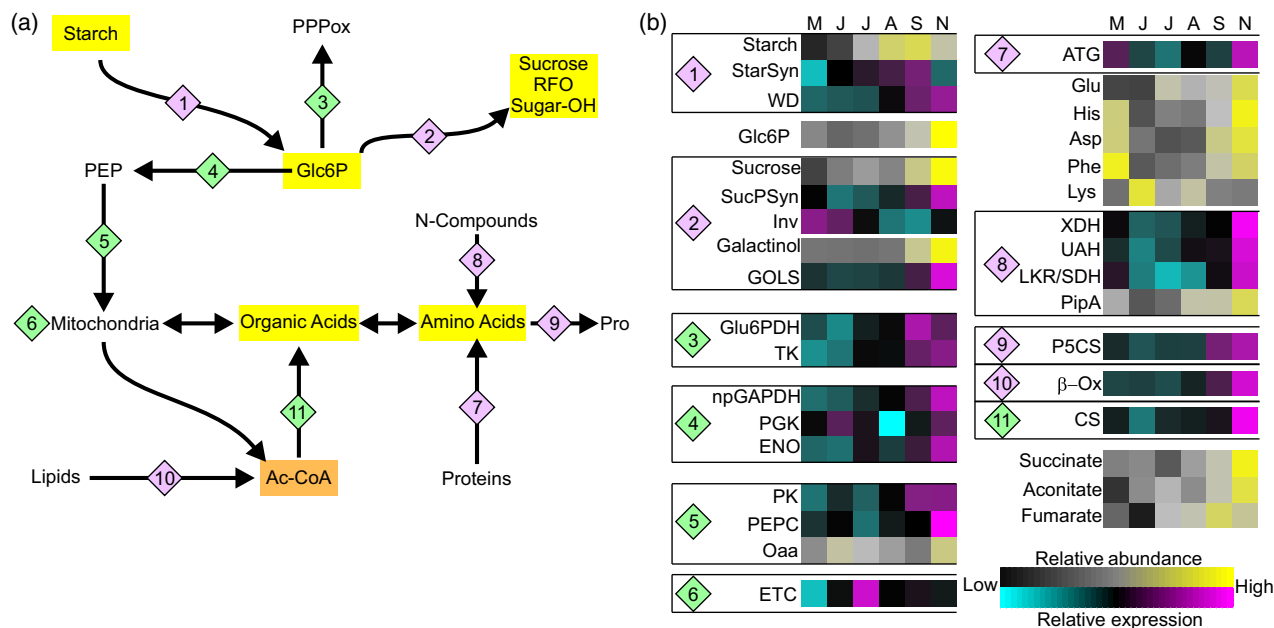 (a)
Starch
PPPox
Sucrose
RFO
Sugar-OH
1
3
2
PEP
4
Glc6P
5
N-Compounds
8
6
Mitochondria
Organic Acids
Amino Acids
9
Pro
11
7
Lipids
10
Ac-CoA
Proteins
(b)
M J J A S N
1
Starch
StarSyn
WD
Glc6P
2
Sucrose
SucPSyn
Inv
Galactinol
GOLS
3
Glu6PDH
TK
4
npGAPDH
PGK
ENO
5
PK
PEPC
Oaa
6
ETC
M J J A S N
7
ATG
Glu
His
Asp
Phe
Lys
8
XDH
UAH
LKR/SDH
PipA
9
P5CS
10
β–Ox
11
CS
Succinate
Aconitate
Fumarate
Relative abundance
Low
High
Relative expression